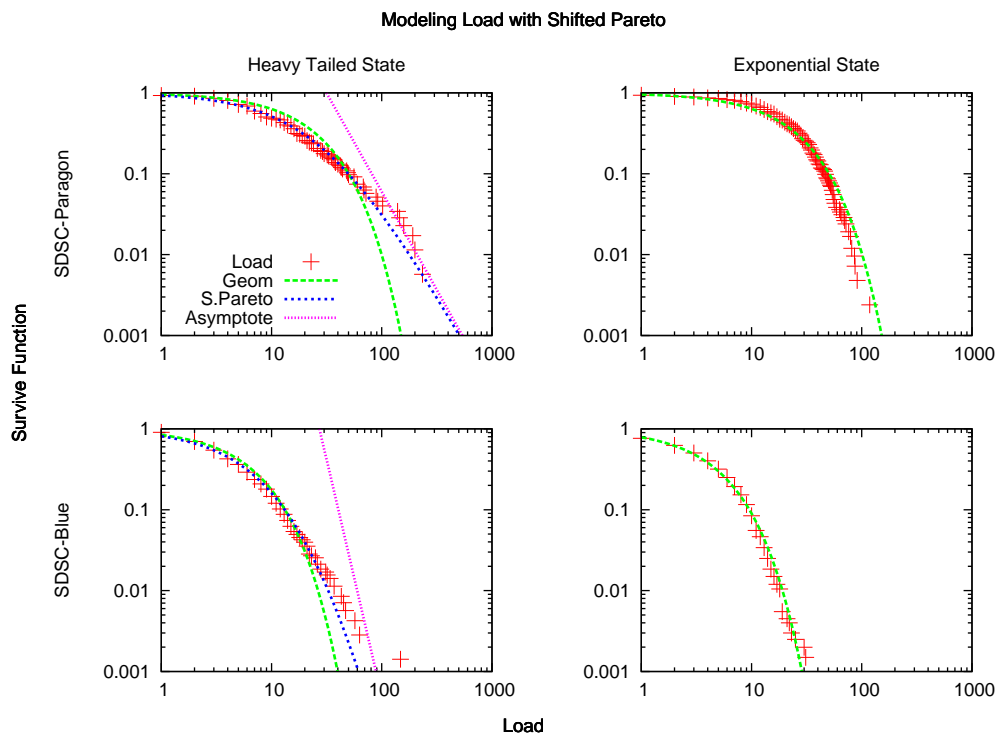 Modeling Load with Shifted Pareto
Heavy Tailed State
Exponential State
Survive Function
SDSC-Paragon
1
0.1
0.01
0.001
1 10 100 1000
Load
Geom
S.Pareto
Asymptote
1
0.1
0.01
0.001
1 10 100 1000
SDSC-Blue
1
0.1
0.01
0.001
1 10 100 1000
1
0.1
0.01
0.001
1 10 100 1000
Load